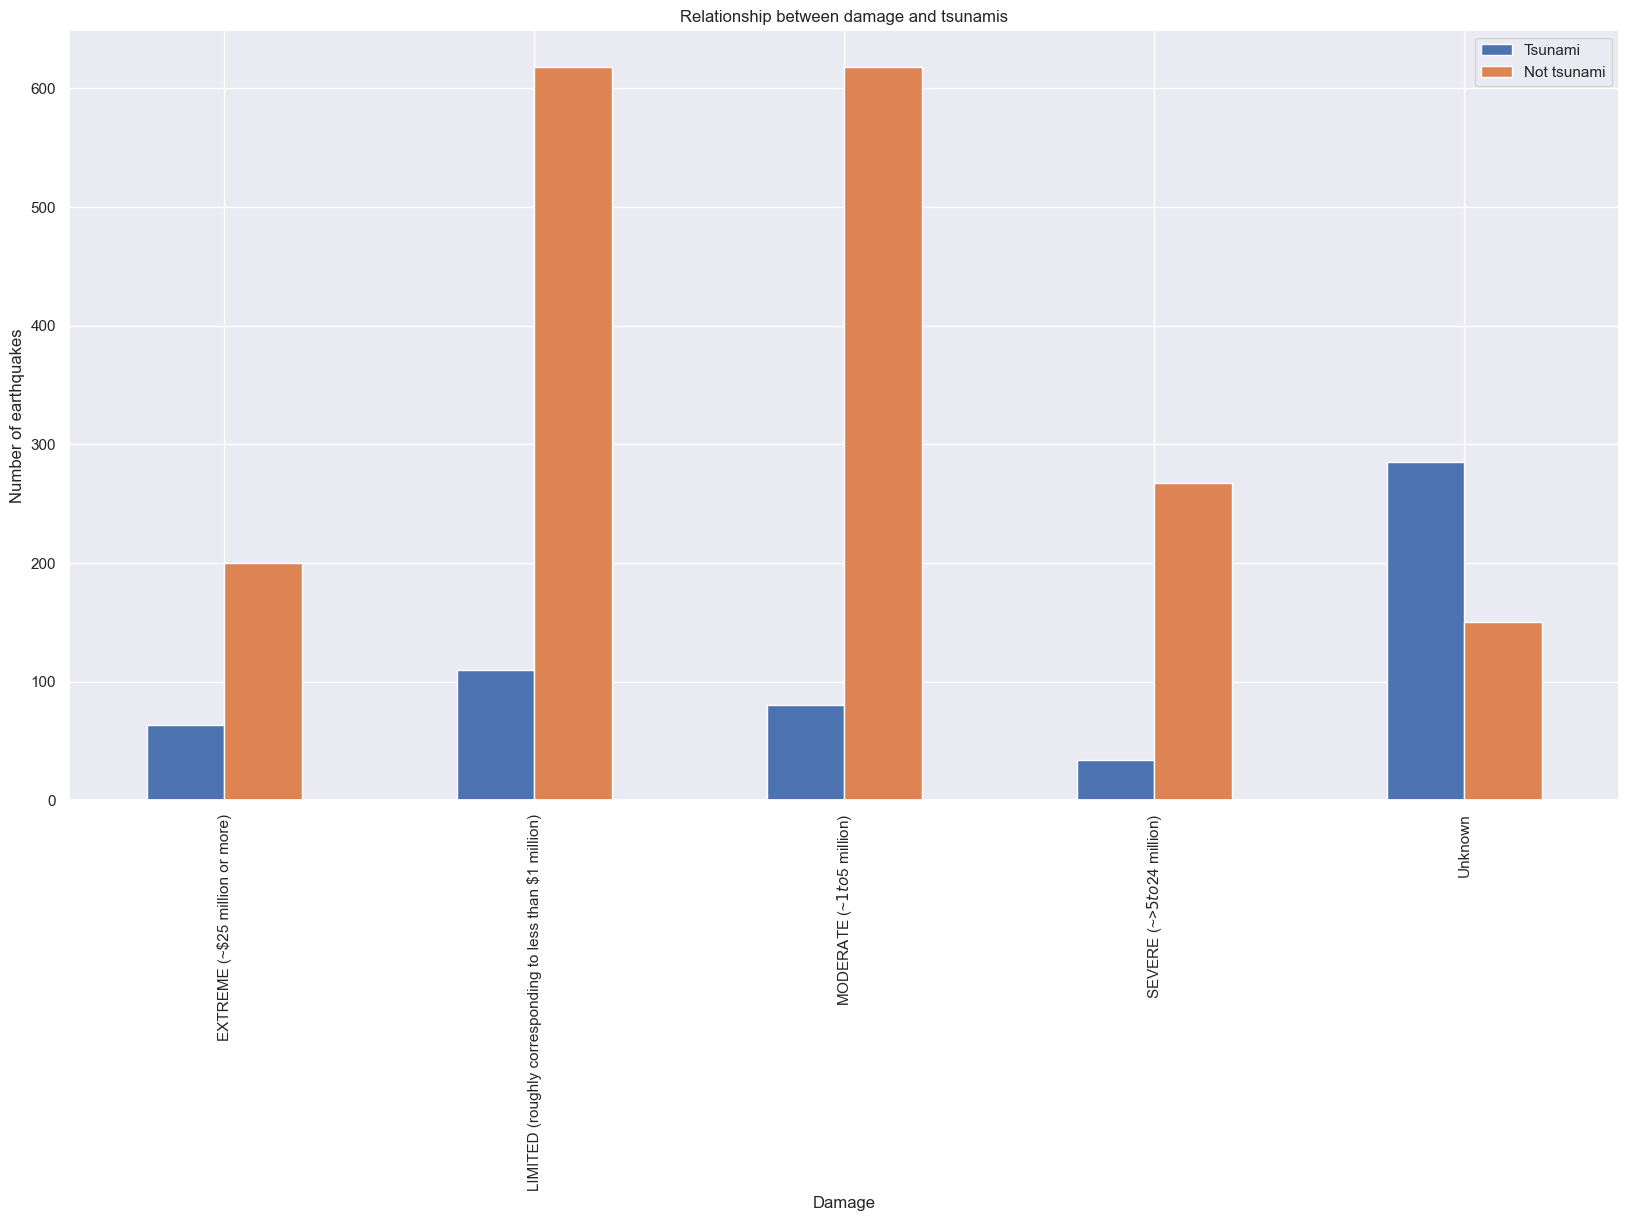 Relationship between damage and tsunamis
Tsunami
Not tsunami
Number of earthquakes
600
500
400
300
200
100
0
EXTREME (~$25 million or more)
LIMITED (roughly corresponding to less than $1 million)
MODERATE (~1to5 million)
SEVERE (~>5to24 million)
Unknown
Damage